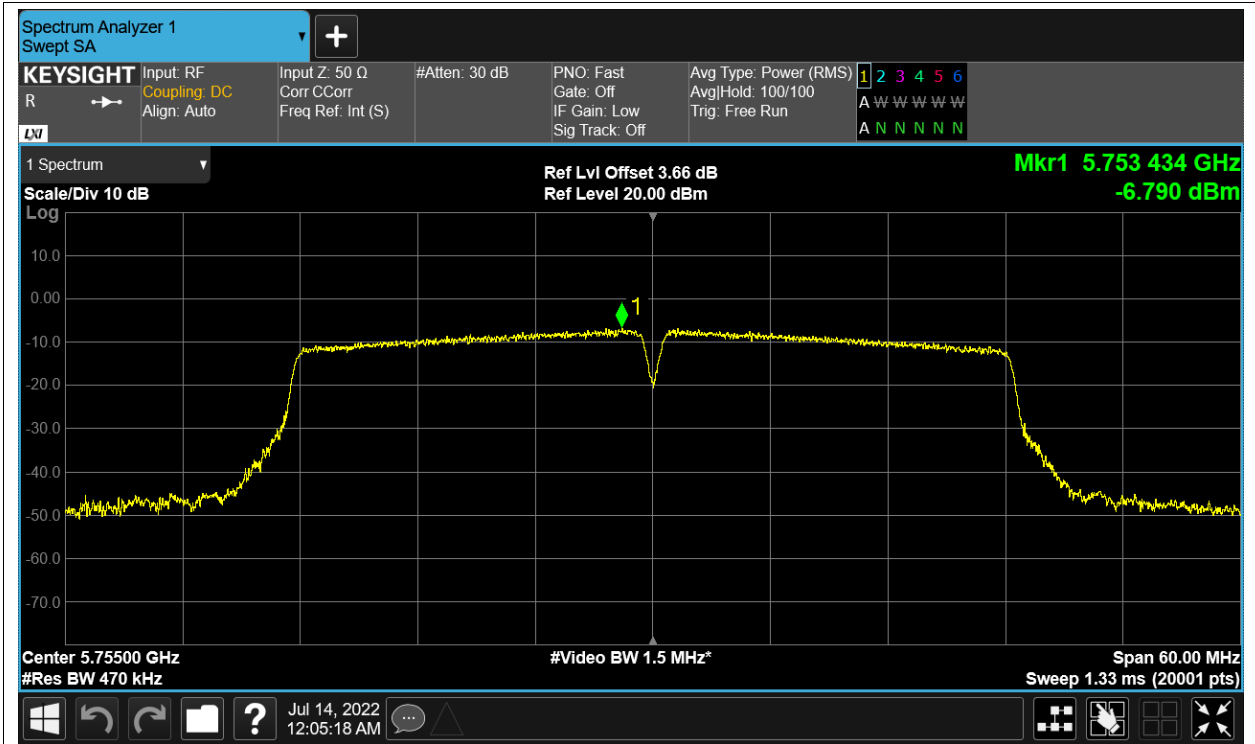 Spectrum Analyzer 1
Swept SA
KEYSIGHT
R
LXI
Input: RF
Coupling: DC
Align: Auto
Input Z: 50 Ω
Corr CCorr
Freq Ref: Int (S)
#Atten: 30 dB
PNO: Fast
Gate: Off
IF Gain: Low
Sig Track: Off
Avg Type: Power (RMS)
Avg|Hold: 100/100
Trig: Free Run
1 2 3 4 5 6
A W W W W W
A N N N N N
1 Spectrum
Scale/Div 10 dB
Log
Ref Lvl Offset 3.66 dB
Ref Level 20.00 dBm
Mkr1 5.753 434 GHz
-6.790 dBm
10.0
0.00
-10.0
-20.0
-30.0
-40.0
-50.0
-60.0
-70.0
1
Center 5.75500 GHz
#Video BW 1.5 MHz*
Span 60.00 MHz
#Res BW 470 kHz
Sweep 1.33 ms (20001 pts)
?
Jul 14, 2022
12:05:18 AM